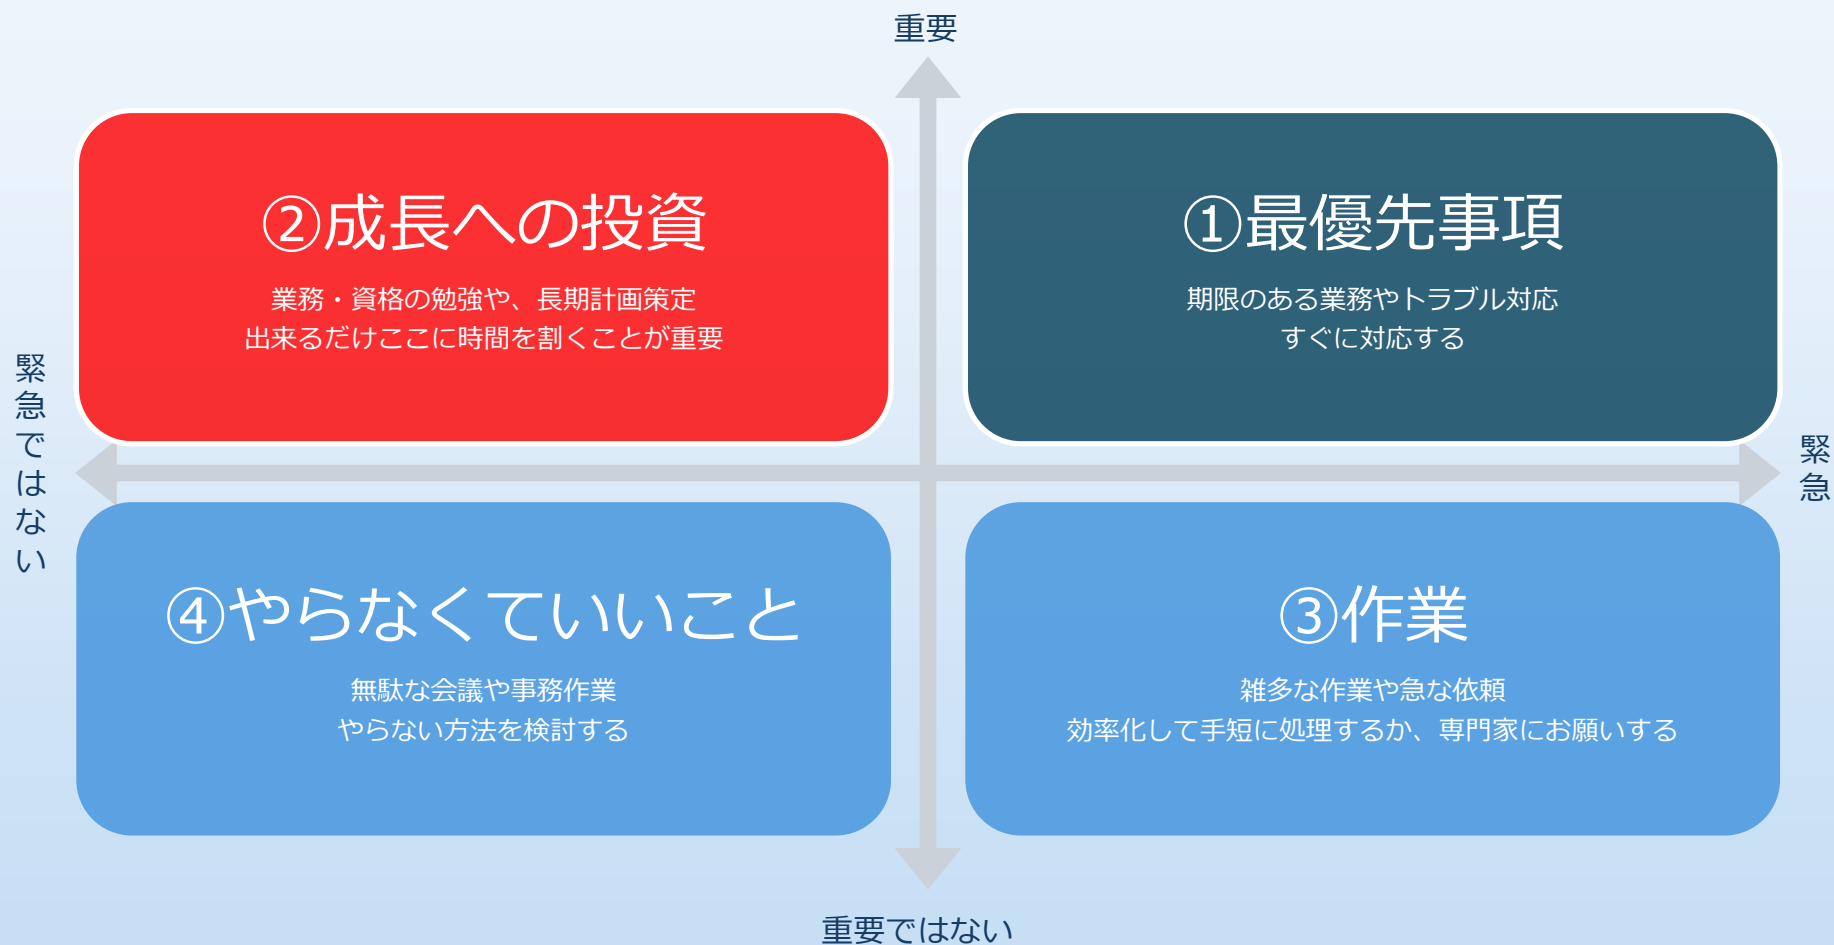 重要
②成長への投資
業務・資格の勉強や、長期計画策定
出来るだけここに時間を割くことが重要
①最優先事項
期限のある業務やトラブル対応
すぐに対応する
緊急ではない
緊急
④やらなくていいこと
無駄な会議や事務作業
やらない方法を検討する
③作業
雑多な作業や急な依頼
効率化して手短に処理するか、専門家にお願いする
重要ではない